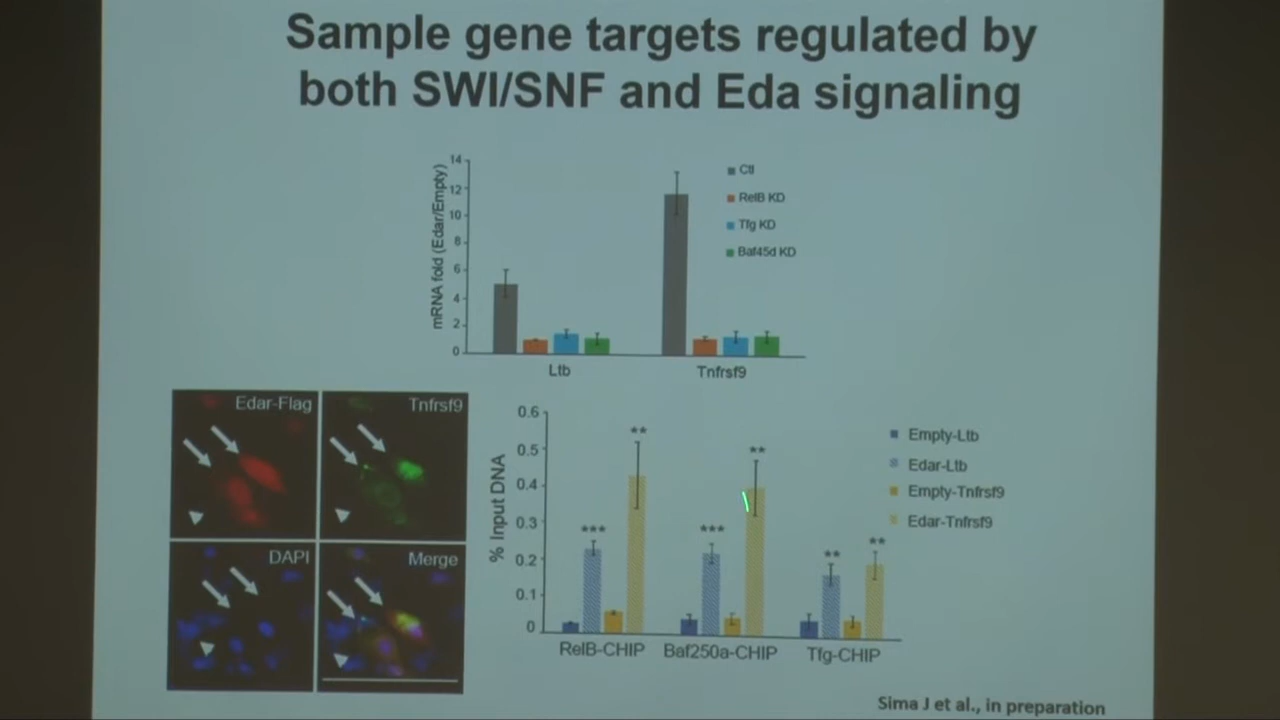 Sample gene targets regulated by
both SWI/SNF and Eda signaling
mRNA fold (Edar/Empty)
14
12
10
8
6
4
2
0
Ctl
RelB KD
Tfg KD
Baf45d KD
Ltb
Tnfrsf9
Edar-Flag
Tnfrsf9
DAPI
Merge
% Input DNA
0.6
0.5
0.4
0.3
0.2
0.1
0
***
**
***
**
**
**
RelB-CHIP
Baf250a-CHIP
Tfg-CHIP
Empty-Ltb
Edar-Ltb
Empty-Tnfrsf9
Edar-Tnfrsf9
Sima J et al., in preparation